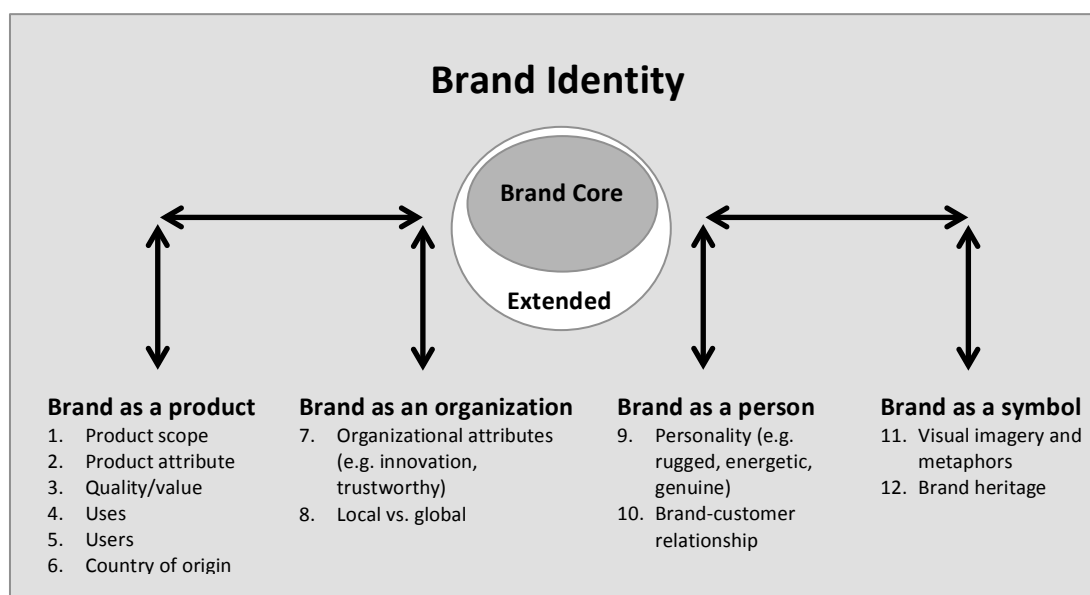 Brand Identity
Brand Core
Extended
Brand as a product
1. Product scope
2. Product attribute
3. Quality/value
4. Uses
5. Users
6. Country of origin
Brand as an organization
7. Organizational attributes
(e.g. innovation,
trustworthy)
8. Local vs. global
Brand as a person
9. Personality (e.g.
rugged, energetic,
genuine)
10. Brand-customer
relationship
Brand as a symbol
11. Visual imagery and
metaphors
12. Brand heritage